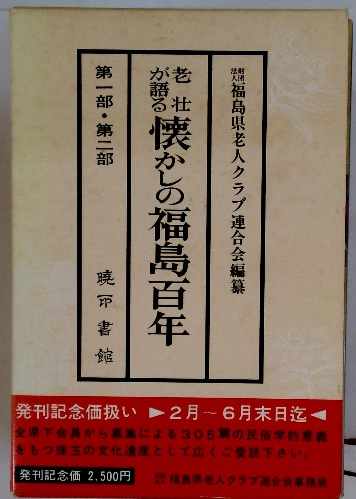 財団法人 福島県老人クラブ連合会編纂
老壮が語る 懐かしの福島百年
第一部・第二部
暁印書館
発刊記念価扱い ▶2月〜6月末日迄◀
全県下会員から募集による305篇の民俗学的意義
をもつ珠玉の文化遺産として広くご愛読下さい。
発刊記念価 2,500円
福島県老人クラブ連合会事務局